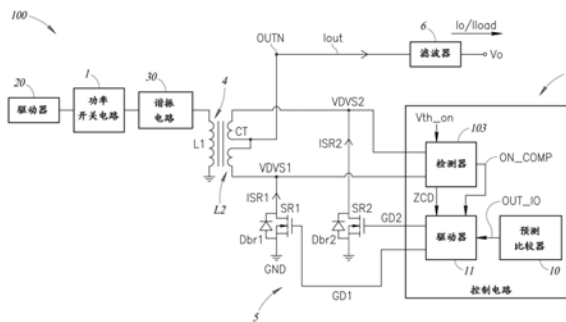 100
Io/Iload
OUTN
Iout
6
滤波器
Vo
20
驱动器
1
功率
开关电路
30
谐振
电路
4
L1
CT
L2
VDVS2
VDVS1
ISR1
ISR2
Vth_on
103
检测器
ON_COMP
ZCD
OUT_IO
SR1
SR2
Dbr1
Dbr2
GD2
GD1
GND
驱动器
11
预测
比较器
10
控制电路
5